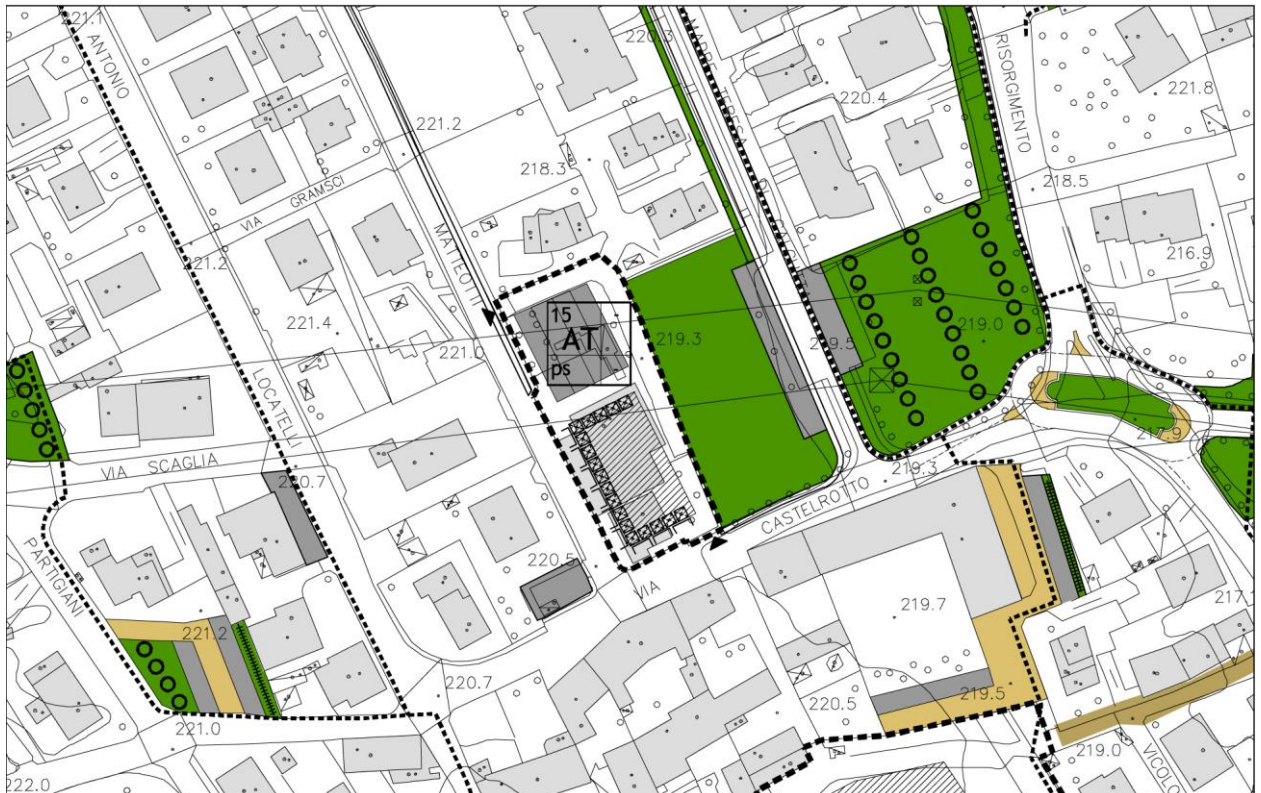 221.1
ANTONIO
220.3
MADRE TERESA
RISORGIMENTO
220.4
221.8
221.2
218.3
218.5
VIA GRAMSCI
MATTEOTTI
216.9
221.2
221.4
15
AT
ps
221.0
219.3
219.5
219.0
LOCATELLI
217.9
VIA SCAGLIA
220.7
219.3
CASTELROTTO
PARTIGIANI
220.5
VIA
219.7
217.
221.2
220.7
220.5
219.5
221.0
219.0
VICOLO
222.0